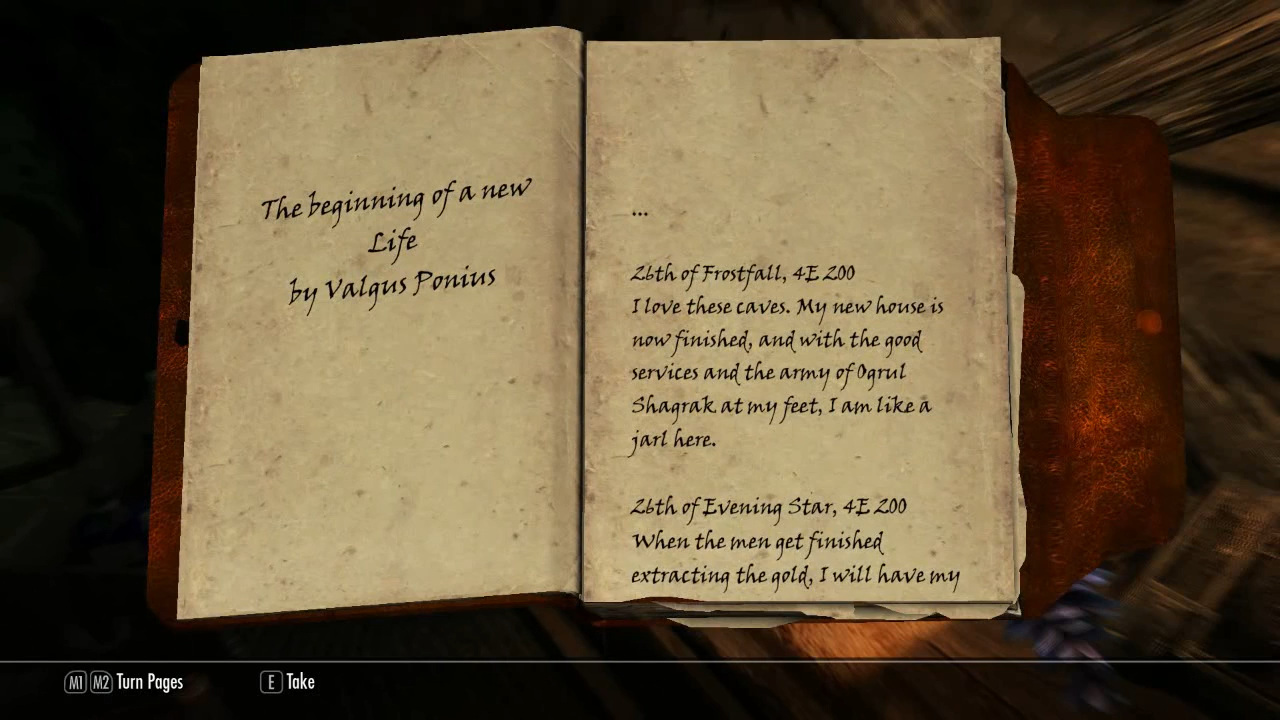 The beginning of a new
Life
by Valgus Ponius
...
26th of Frostfall, 4E 200
I love these caves. My new house is
now finished, and with the good
services and the army of Ogrul
Shagrak at my feet, I am like a
jarl here.
26th of Evening Star, 4E 200
When the men get finished
extracting the gold, I will have my
M1 M2 Turn Pages
E Take